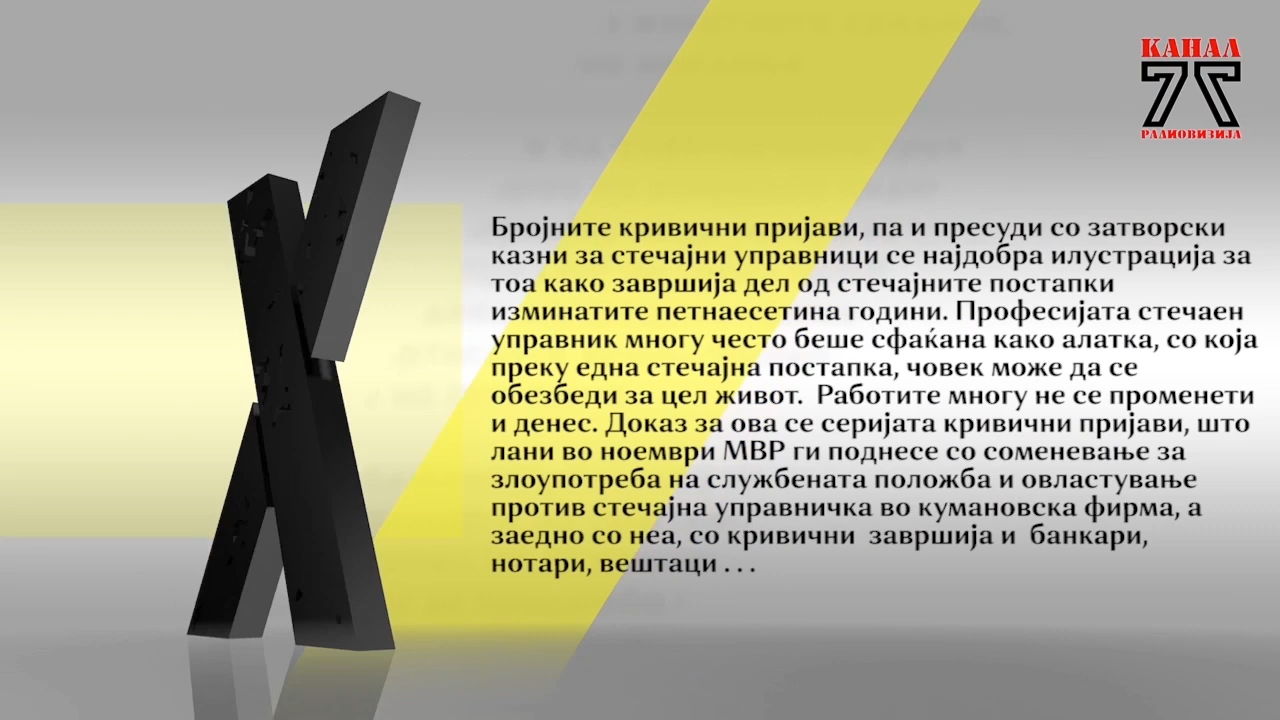 КАНАЛ
77
РАДИОВИЗИЈА
Бројните кривични пријави, па и пресуди со затворски
казни за стечајни управници се најдобра илустрација за
тоа како завршија дел од стечајните постапки
изминатите петнаесетина години. Професијата стечаен
управник многу често беше сфаќана како алатка, со која
преку една стечајна постапка, човек може да се
обезбеди за цел живот.  Работите многу не се променети
и денес. Доказ за ова се серијата кривични пријави, што
лани во ноември МВР ги поднесе со сомневање за
злоупотреба на службената положба и овластување
против стечајна управничка во кумановска фирма, а
заедно со неа, со кривични  завршија и  банкари,
нотари, вештаци . . .